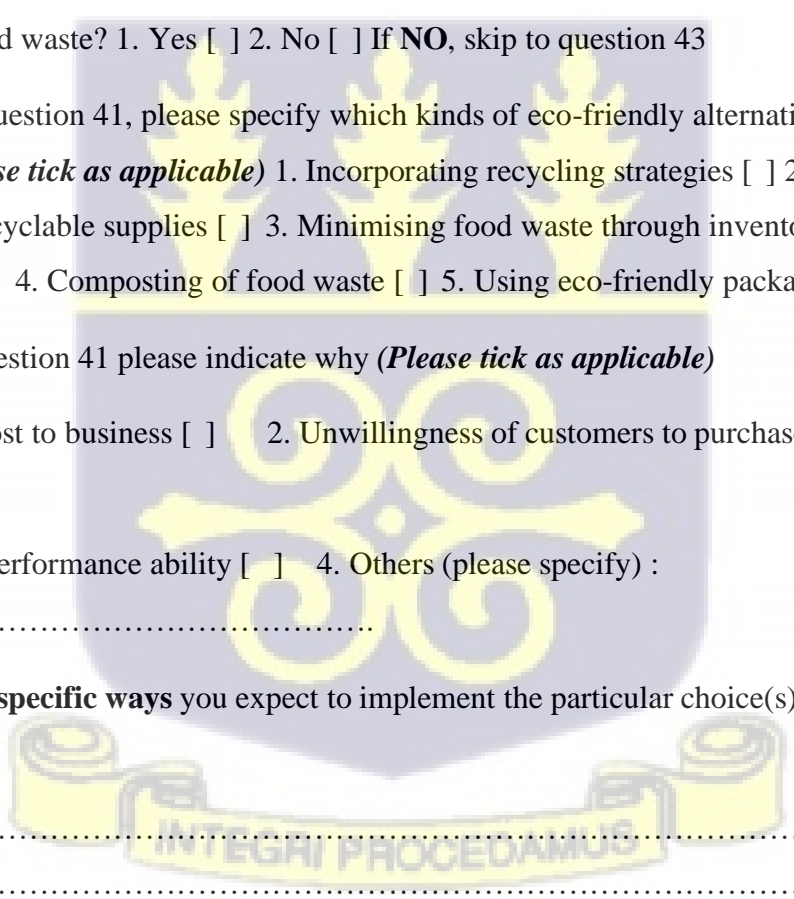 d waste? 1. Yes [ ] 2. No [ ] If NO, skip to question 43
uestion 41, please specify which kinds of eco-friendly alternati
se tick as applicable) 1. Incorporating recycling strategies [ ] 2
cyclable supplies [ ] 3. Minimising food waste through invento
4. Composting of food waste [ ] 5. Using eco-friendly packa
estion 41 please indicate why (Please tick as applicable)
ost to business [ ] 2. Unwillingness of customers to purchase
erformance ability [ ] 4. Others (please specify) :
……………………………….
specific ways you expect to implement the particular choice(s)
………………………………………………………………………
INTEGRI PROCEDAMUS
………………………………………………………………………